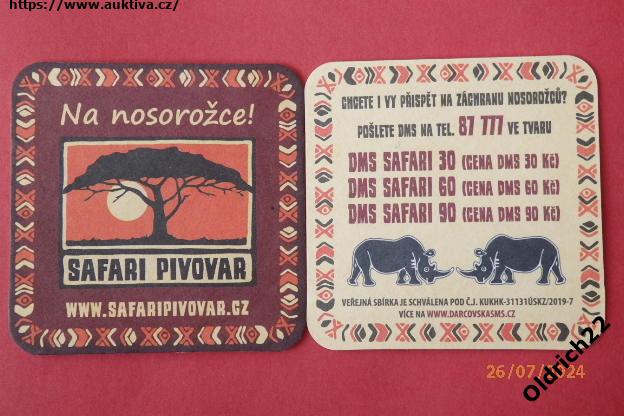 https://www.auktiva.cz/
Na nosorožce!
SAFARI PIVOVAR
WWW.SAFARIPIVOVAR.CZ
CHCETE I VY PŘISPĚT NA ZÁCHRANU NOSOROŽCŮ?
POŠLETE DMS NA TEL. 87 777 VE TVARU
DMS SAFARI 30 (CENA DMS 30 Kč)
DMS SAFARI 60 (CENA DMS 60 Kč)
DMS SAFARI 90 (CENA DMS 90 Kč)
VEŘEJNÁ SBÍRKA JE SCHVÁLENA POD Č.J. KUKHK-31131ÚSKZ/2019-7
VÍCE NA WWW.DARCOVSKASMS.CZ
26/07/2024
Oldrich22